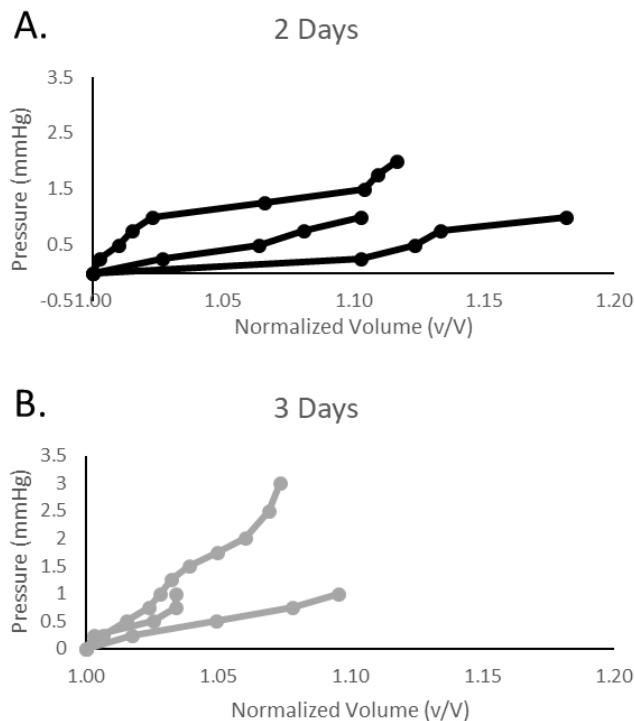 A.
2 Days
Pressure (mmHg)
3.5
2.5
1.5
0.5
-0.5
1.00 1.05 1.10 1.15 1.20
Normalized Volume (v/V)
B.
3 Days
Pressure (mmHg)
3.5
3
2.5
2
1.5
1
0.5
0
1.00 1.05 1.10 1.15 1.20
Normalized Volume (v/V)